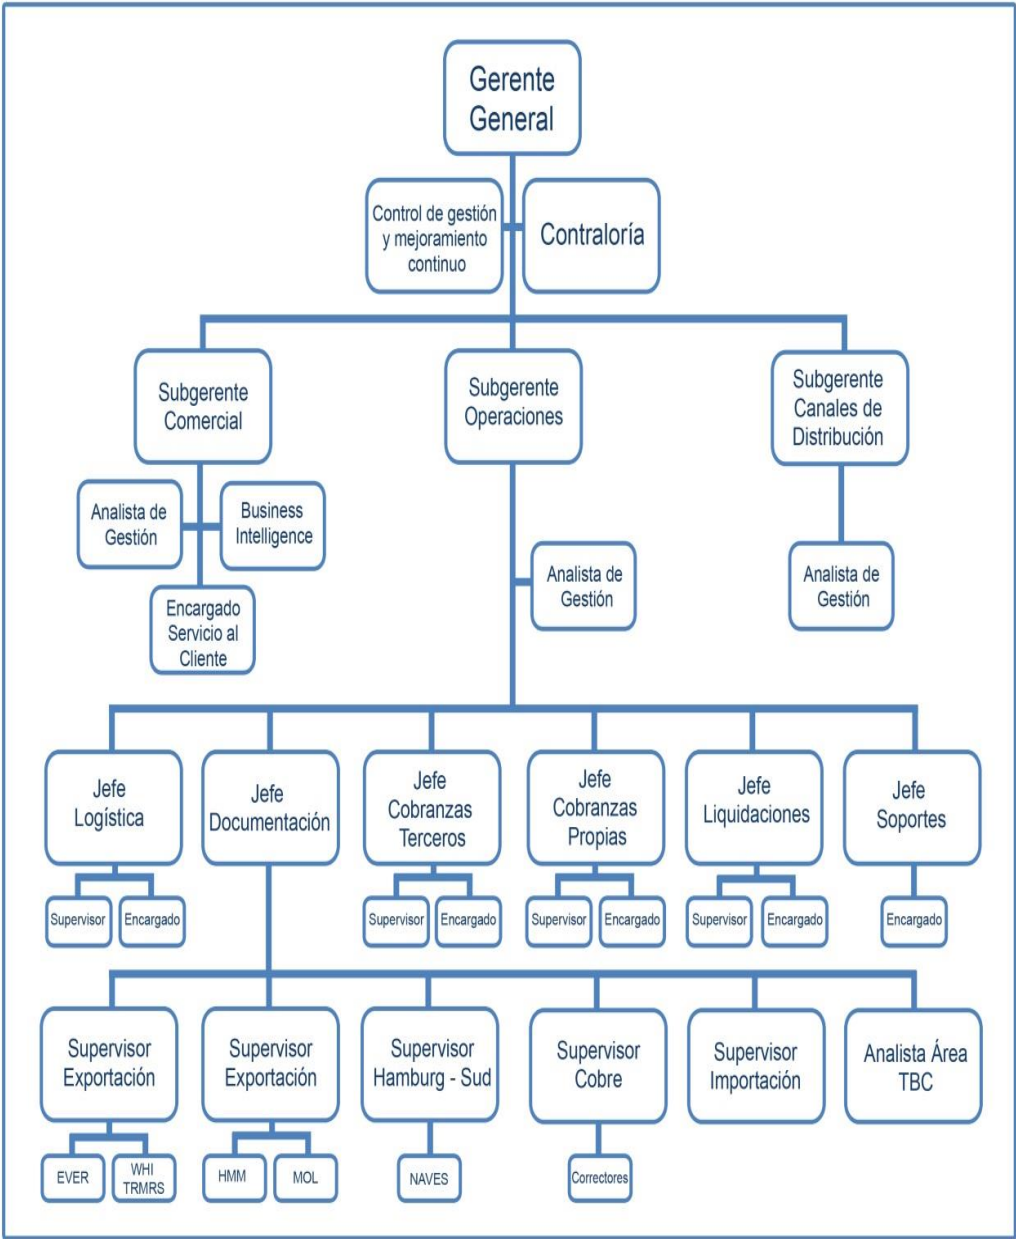 Gerente
General
Control de gestión
y mejoramiento
continuo
Contraloría
Subgerente
Comercial
Subgerente
Operaciones
Subgerente
Canales de
Distribución
Analista de
Gestión
Business
Intelligence
Encargado
Servicio al
Cliente
Analista de
Gestión
Analista de
Gestión
Jefe
Logística
Jefe
Documentación
Jefe
Cobranzas
Terceros
Jefe
Cobranzas
Propias
Jefe
Liquidaciones
Jefe
Soportes
Supervisor
Encargado
Supervisor
Encargado
Supervisor
Encargado
Supervisor
Encargado
Encargado
Supervisor
Exportación
Supervisor
Exportación
Supervisor
Hamburg - Sud
Supervisor
Cobre
Supervisor
Importación
Analista Área
TBC
EVER
WHI
TRMRS
HMM
MOL
NAVES
Correctores